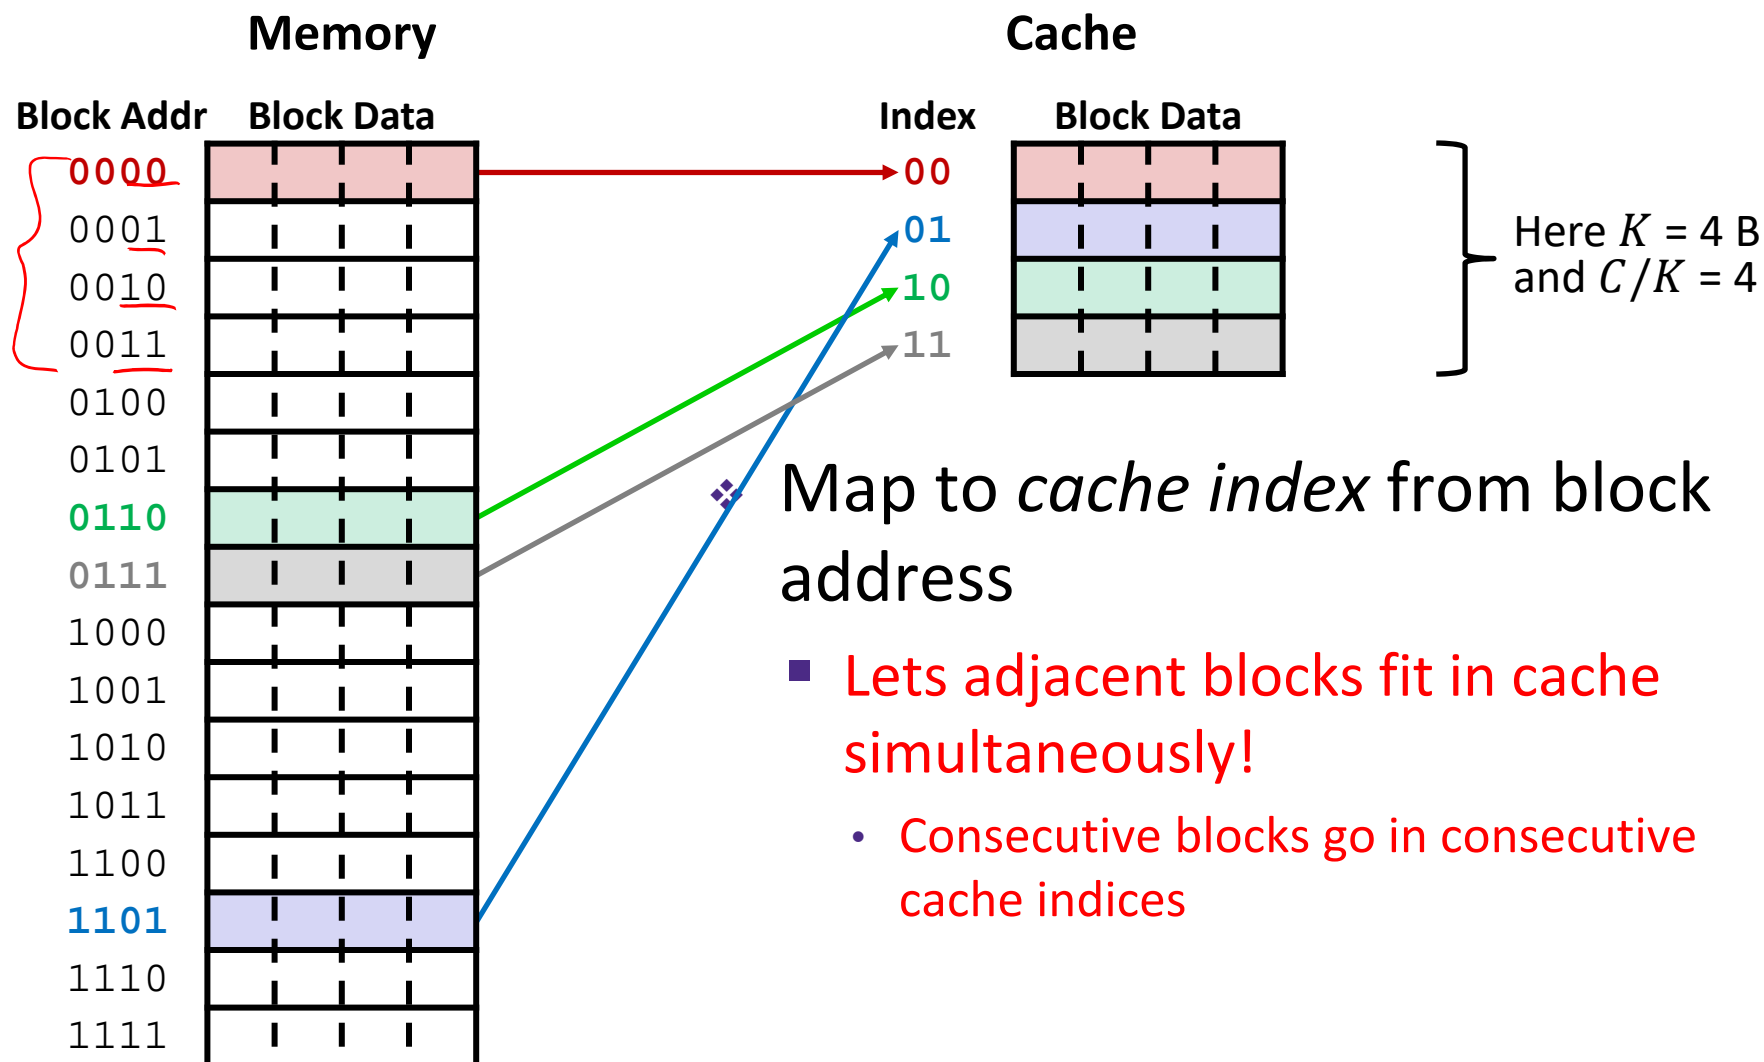 Memory
Cache
Block Addr Block Data
Index Block Data
0000
0001
0010
0011
0100
0101
0110
0111
1000
1001
1010
1011
1100
1101
1110
1111
00
01
10
11
Here K = 4 B
and C/K = 4
❖ Map to cache index from block
address
▪ Lets adjacent blocks fit in cache
simultaneously!
• Consecutive blocks go in consecutive
cache indices